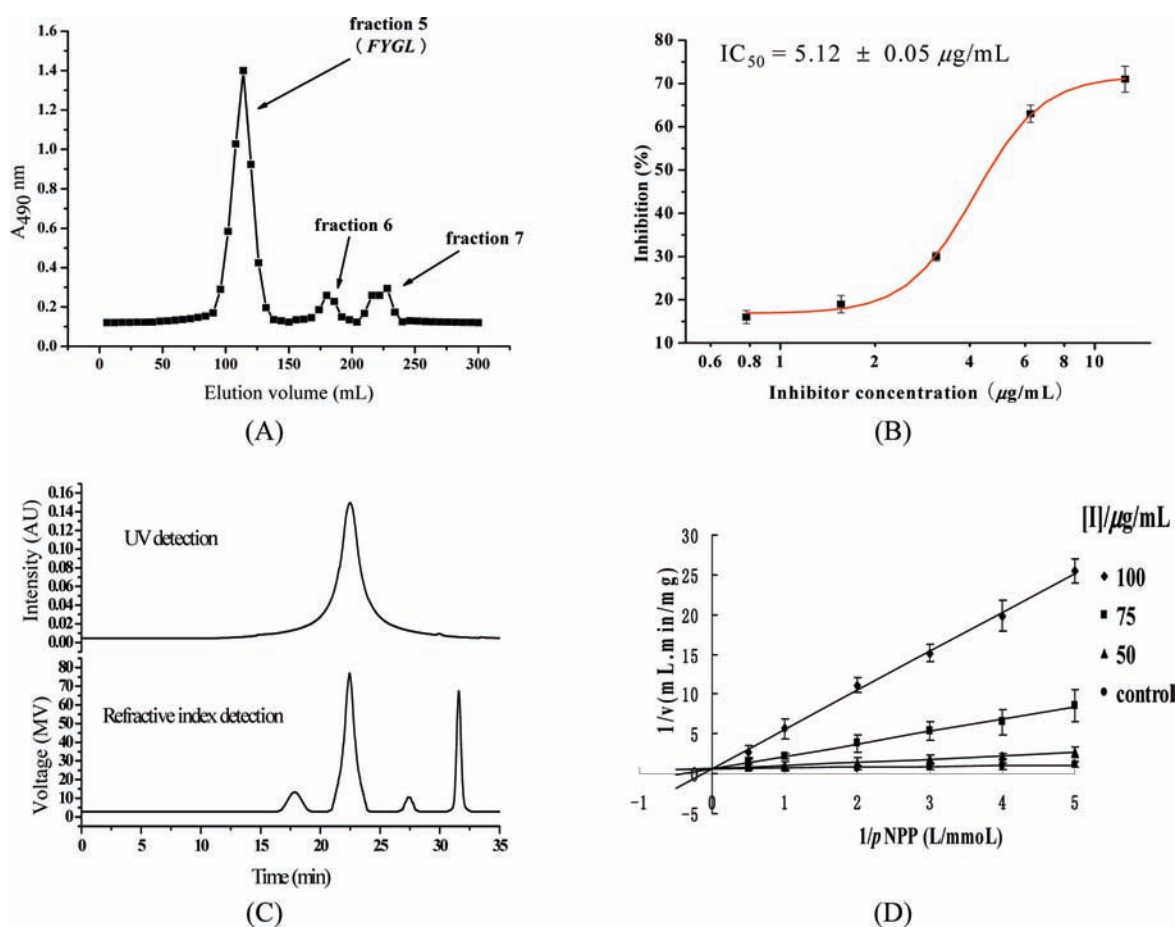 fraction 5
(FYGL)
1.4
1.2
1.0
0.8
0.6
0.4
0.2
0.0
A490 nm
fraction 6
fraction 7
0 50 100 150 200 250 300
Elution volume (mL)
(A)
IC50 = 5.12 ± 0.05 μg/mL
80
70
60
50
40
30
20
10
Inhibition (%)
0.6 0.8 1 2 4 6 8 10
Inhibitor concentration (μg/mL)
(B)
0.16
0.14
0.12
0.10
0.08
0.06
0.04
0.02
0.00
Intensity (AU)
UV detection
80
70
60
50
40
30
20
10
0
Voltage (MV)
Refractive index detection
0 5 10 15 20 25 30 35
Time (min)
(C)
[I]/μg/mL
100
75
50
control
30
25
20
15
10
5
0
-5
1/v (mL.min/mg)
-1 0 1 2 3 4 5
1/pNPP (L/mmoL)
(D)